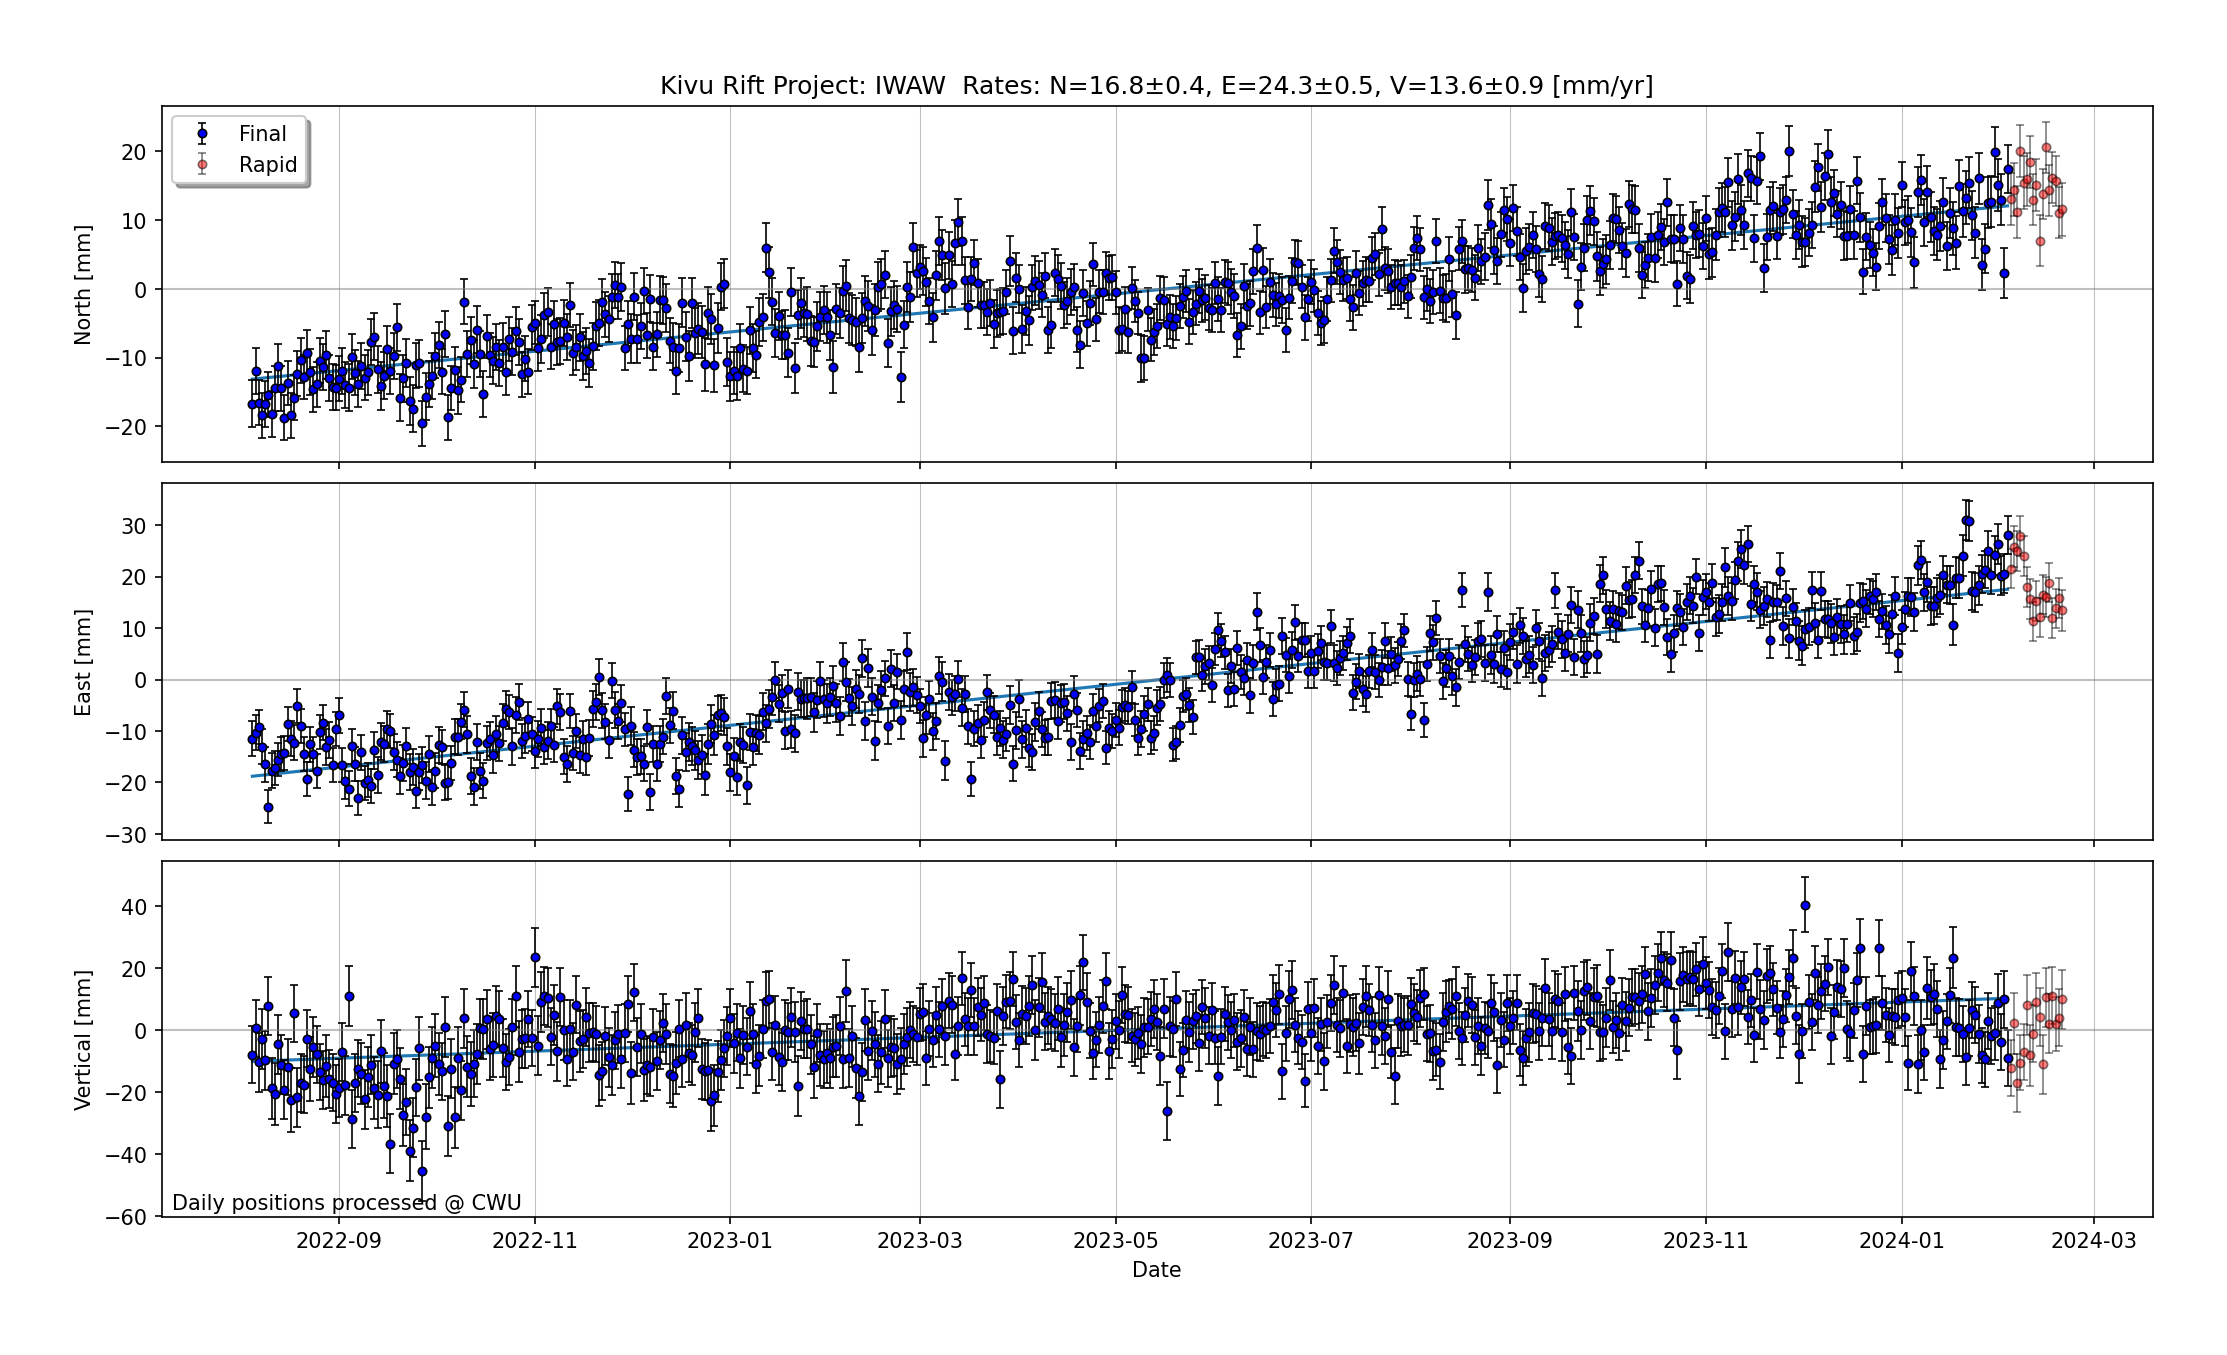 Kivu Rift Project: IWAW  Rates: N=16.8±0.4, E=24.3±0.5, V=13.6±0.9 [mm/yr]
Final
Rapid
North [mm]
20
10
0
−10
−20
East [mm]
30
20
10
0
−10
−20
−30
Vertical [mm]
40
20
0
−20
−40
−60
Daily positions processed @ CWU
2022-09 2022-11 2023-01 2023-03 2023-05 2023-07 2023-09 2023-11 2024-01 2024-03
Date